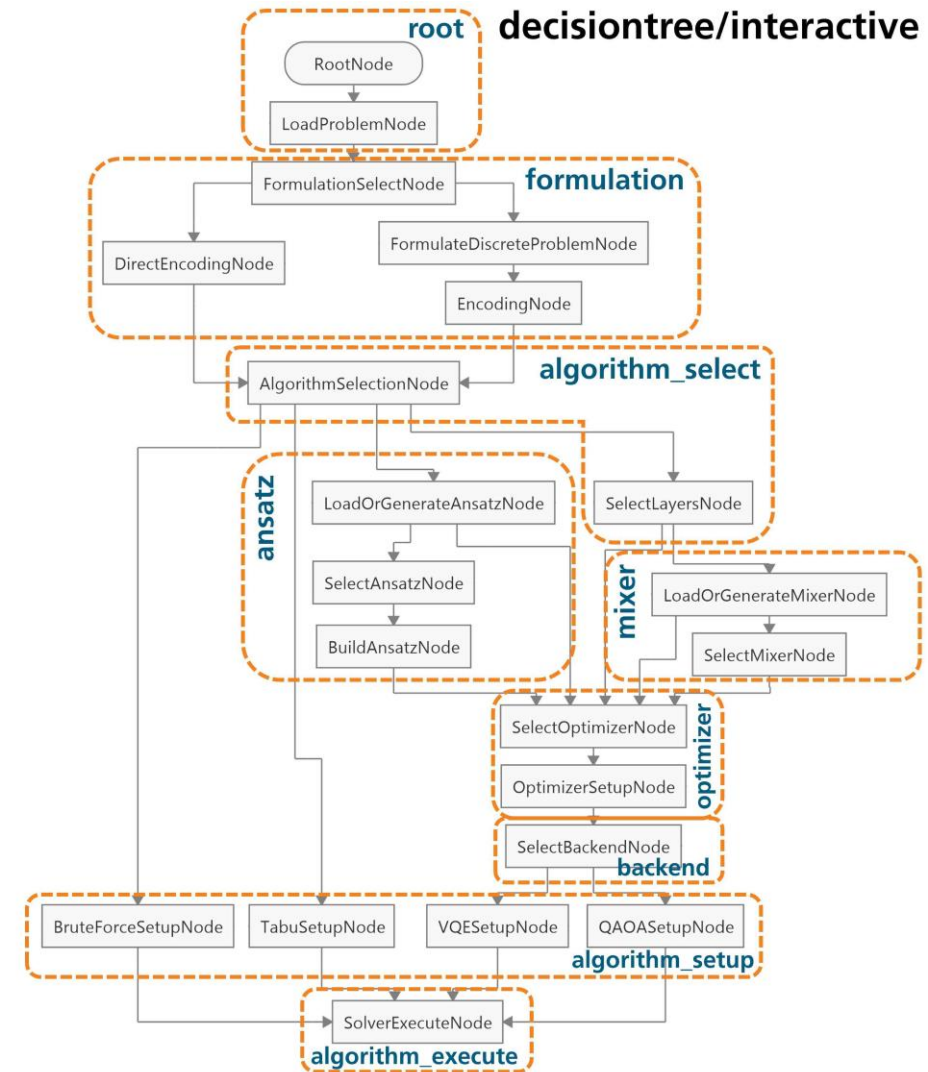 root
decisiontree/interactive
RootNode
LoadProblemNode
FormulationSelectNode
formulation
DirectEncodingNode
FormulateDiscreteProblemNode
EncodingNode
AlgorithmSelectionNode
algorithm_select
ansatz
LoadOrGenerateAnsatzNode
SelectLayersNode
SelectAnsatzNode
BuildAnsatzNode
mixer
LoadOrGenerateMixerNode
SelectMixerNode
SelectOptimizerNode
OptimizerSetupNode
optimizer
SelectBackendNode
backend
BruteForceSetupNode
TabuSetupNode
VQESetupNode
QAOASetupNode
algorithm_setup
SolverExecuteNode
algorithm_execute